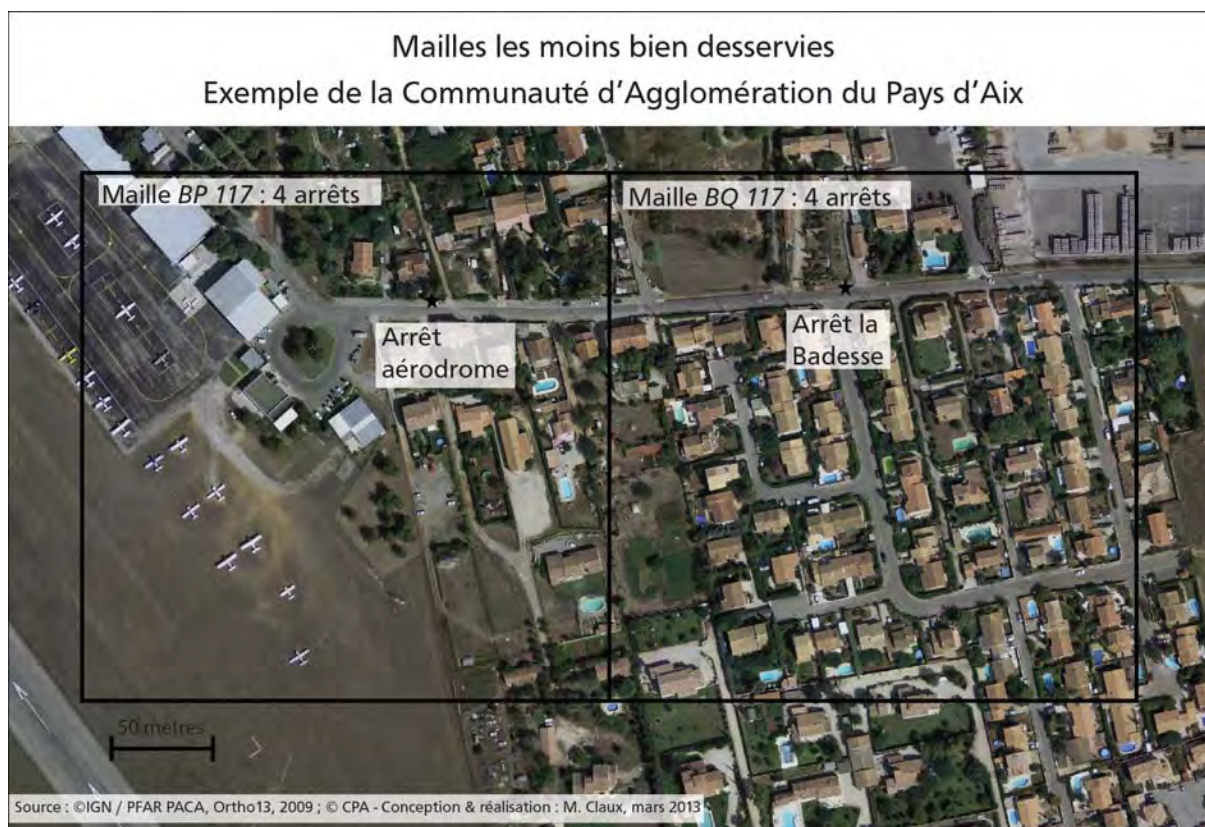 Mailles les moins bien desservies
Exemple de la Communauté d'Agglomération du Pays d'Aix
Maille BP 117 : 4 arrêts
Maille BQ 117 : 4 arrêts
Arrêt
aérodrome
Arrêt la
Badesse
50 mètres
Source : ©IGN / PFAR PACA, Ortho13, 2009 ; © CPA - Conception & réalisation : M. Claux, mars 2013